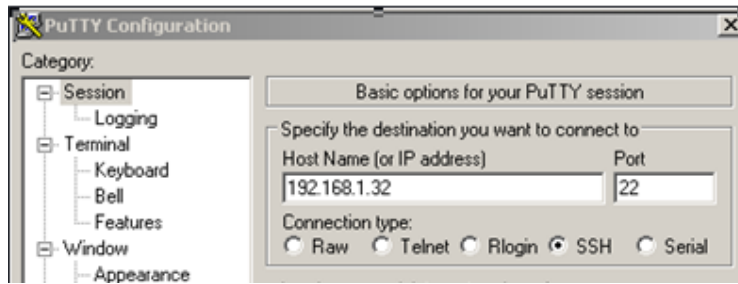 PuTTY Configuration
Category:
Session
Logging
Terminal
Keyboard
Bell
Features
Window
Appearance
Basic options for your PuTTY session
Specify the destination you want to connect to
Host Name (or IP address) Port
192.168.1.32 22
Connection type:
Raw Telnet Rlogin SSH Serial